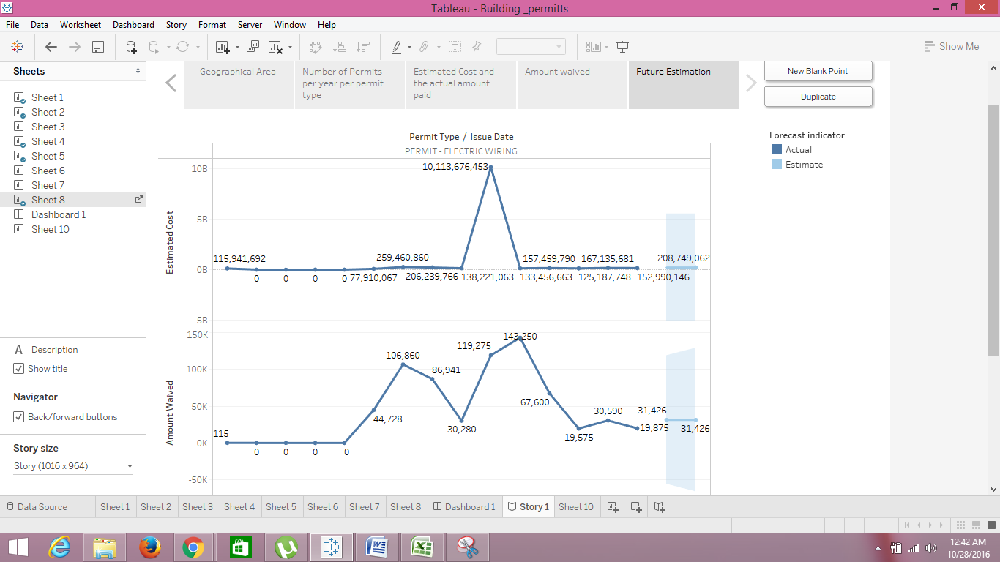 Tableau - Building _permitts
File Data Worksheet Dashboard Story Format Server Window Help
Show Me
Sheets
Sheet 1
Sheet 2
Sheet 3
Sheet 4
Sheet 5
Sheet 6
Sheet 7
Sheet 8
Dashboard 1
Sheet 10
A Description
Show title
Navigator
Back/forward buttons
Story size
Story (1016 x 964)
Geographical Area
Number of Permits
per year per permit
type
Estimated Cost and
the actual amount
paid
Amount waived
Future Estimation
New Blank Point
Duplicate
Forecast indicator
Actual
Estimate
Permit Type / Issue Date
PERMIT - ELECTRIC WIRING
Estimated Cost
10B
5B
0B
-5B
10,113,676,453
115,941,692
259,460,860
157,459,790
167,135,681
208,749,062
0
0
0
0
77,910,067
206,239,766
138,221,063
133,456,663
125,187,748
152,990,146
Amount Waived
150K
100K
50K
0K
-50K
143,250
119,275
106,860
86,941
67,600
30,590
31,426
44,728
30,280
19,575
19,875
31,426
115
0
0
0
0
Data Source Sheet 1 Sheet 2 Sheet 3 Sheet 4 Sheet 5 Sheet 6 Sheet 7 Sheet 8 Dashboard 1 Story 1 Sheet 10
12:42 AM
10/28/2016